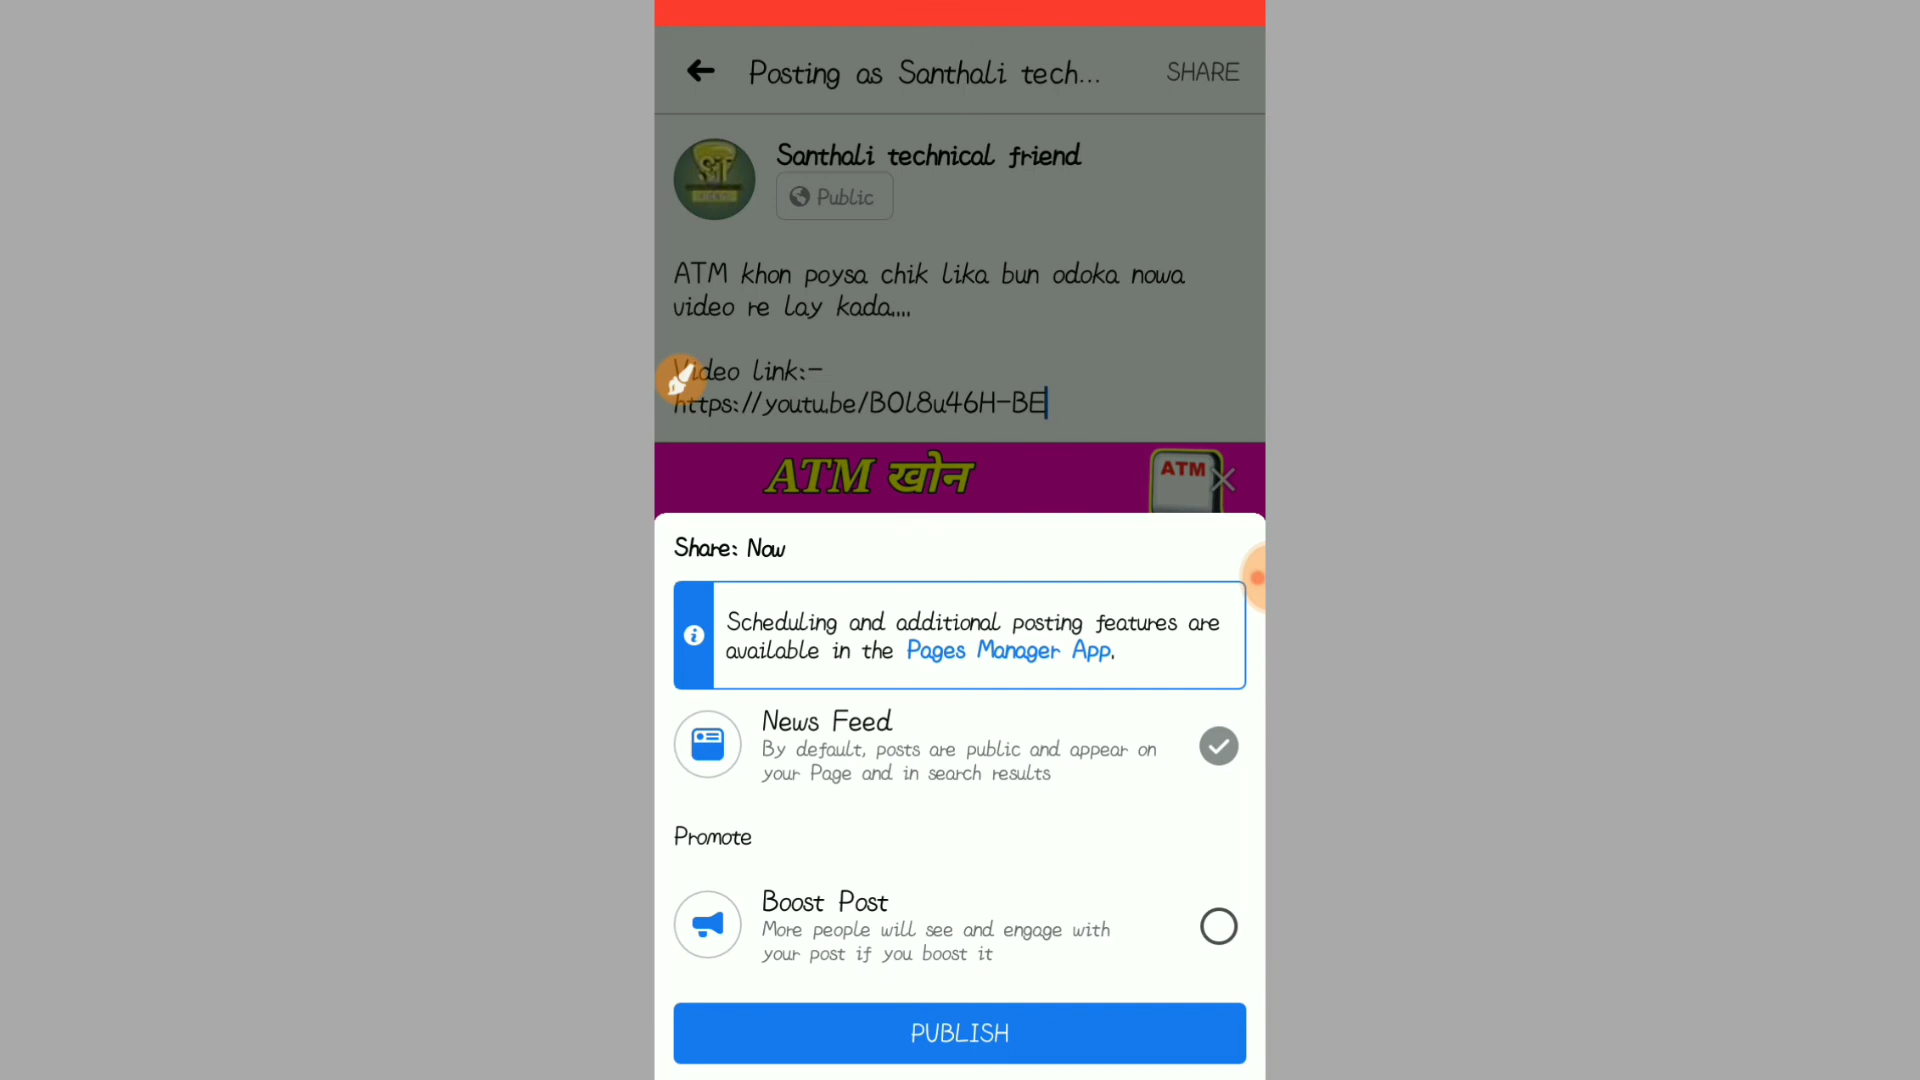 Posting as Santhali tech...
SHARE
Santhali technical friend
Public
ATM khon poysa chik lika bun odoka nowa
video re lay kada....
Video link:-
https://youtu.be/B0l8u46H-BE
ATM खोन
ATM
Share: Now
Scheduling and additional posting features are
available in the Pages Manager App.
News Feed
By default, posts are public and appear on
your Page and in search results
Promote
Boost Post
More people will see and engage with
your post if you boost it
PUBLISH